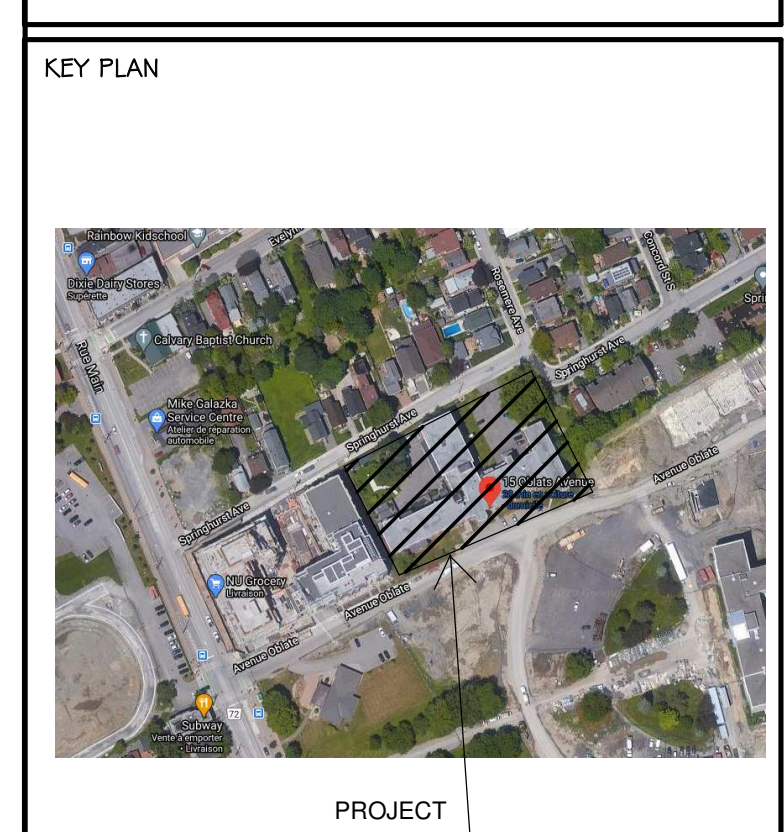 KEY PLAN
Rainbow Kidschool
Evelyn
Dixie Dairy Stores
Supérette
Concord St S
Rosemere Ave
Spri
Calvary Baptist Church
Rue Main
Springhurst Ave
Mike Galazka
Service Centre
Atelier de réparation
automobile
Springhurst Ave
Avenue Oblate
15 Oblats Avenue
Springhurst Ave
NU Grocery
Livraison
Avenue Oblate
Avenue Oblate
72
Subway
Vente à emporter
• Livraison
PROJECT